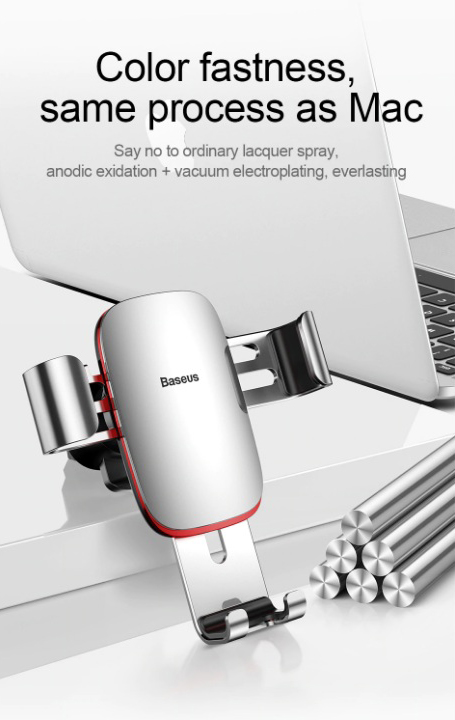 Color fastness,
same process as Mac
Say no to ordinary lacquer spray,
anodic exidation + vacuum electroplating, everlasting
Baseus